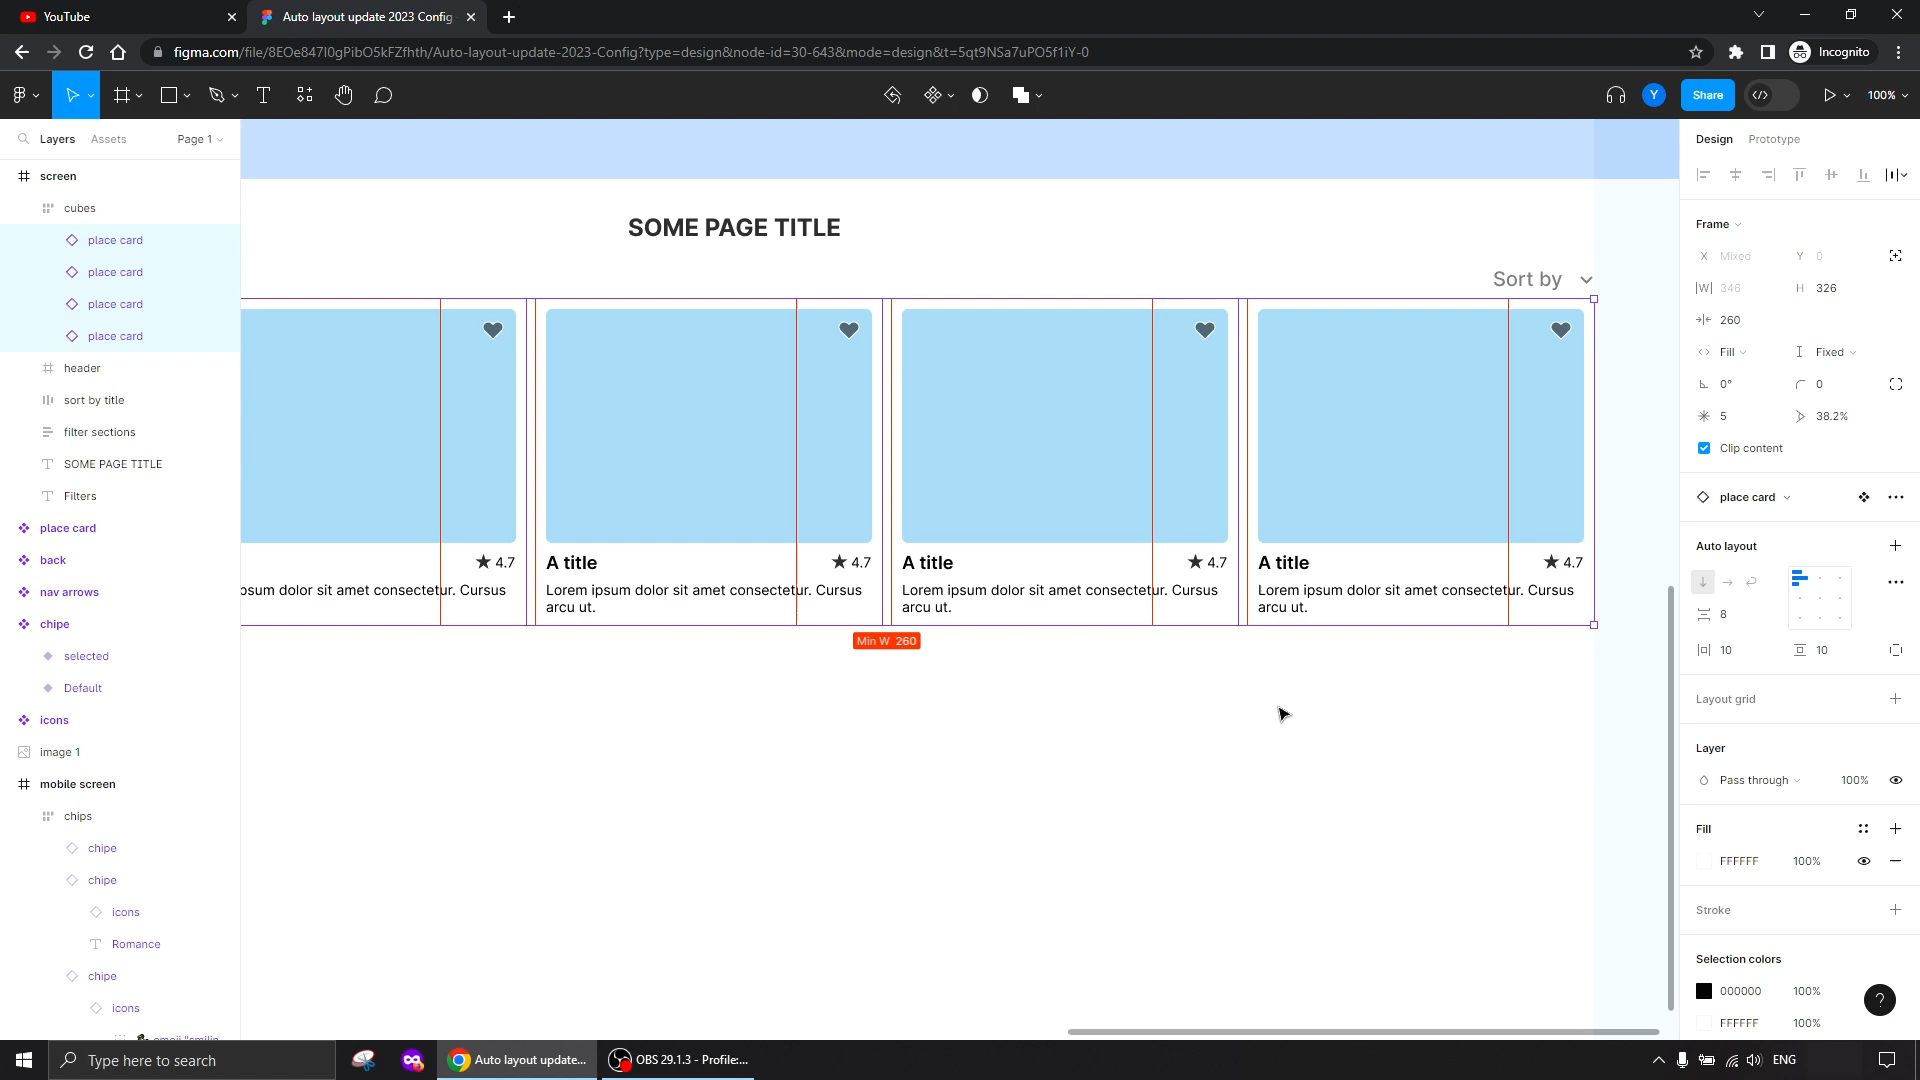 YouTube
Auto layout update 2023 Config
figma.com/file/8EOe847l0gPibO5kFZfhth/Auto-layout-update-2023-Config?type=design&node-id=30-643&mode=design&t=5qt9NSa7uPO5f1iY-0
Incognito
Y
Share
100%
Layers
Assets
Page 1
screen
cubes
place card
place card
place card
place card
header
sort by title
filter sections
SOME PAGE TITLE
Filters
place card
back
nav arrows
chipe
selected
Default
icons
image 1
mobile screen
chips
chipe
chipe
icons
Romance
chipe
icons
SOME PAGE TITLE
Sort by
4.7
A title
4.7
A title
4.7
A title
4.7
psum dolor sit amet consectetur. Cursus
Lorem ipsum dolor sit amet consectetur. Cursus
arcu ut.
Lorem ipsum dolor sit amet consectetur. Cursus
arcu ut.
Lorem ipsum dolor sit amet consectetur. Cursus
arcu ut.
Min W 260
Design
Prototype
Frame
X Mixed
Y 0
W 346
H 326
260
Fill
Fixed
0°
0
5
38.2%
Clip content
place card
Auto layout
8
10
10
Layout grid
Layer
Pass through
100%
Fill
FFFFFF
100%
Stroke
Selection colors
000000
100%
FFFFFF
100%
?
Type here to search
Auto layout update...
OBS 29.1.3 - Profile:...
ENG